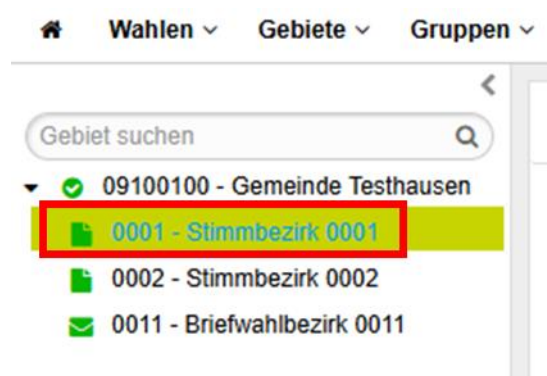 Wahlen Gebiete Gruppen
Gebiet suchen
09100100 - Gemeinde Testhausen
0001 - Stimmbezirk 0001
0002 - Stimmbezirk 0002
0011 - Briefwahlbezirk 0011